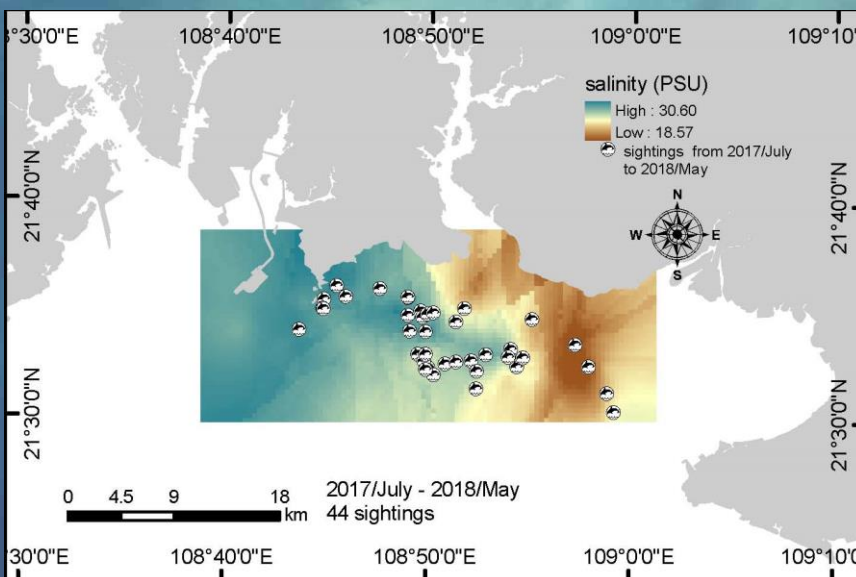 °30'0"E
108°40'0"E
108°50'0"E
109°0'0"E
109°10'
salinity (PSU)
High : 30.60
Low : 18.57
sightings from 2017/July
to 2018/May
N
W
E
S
21°40'0"N
21°40'0"N
21°30'0"N
21°30'0"N
0 4.5 9 18
km
2017/July - 2018/May
44 sightings
°30'0"E
108°40'0"E
108°50'0"E
109°0'0"E
109°10'